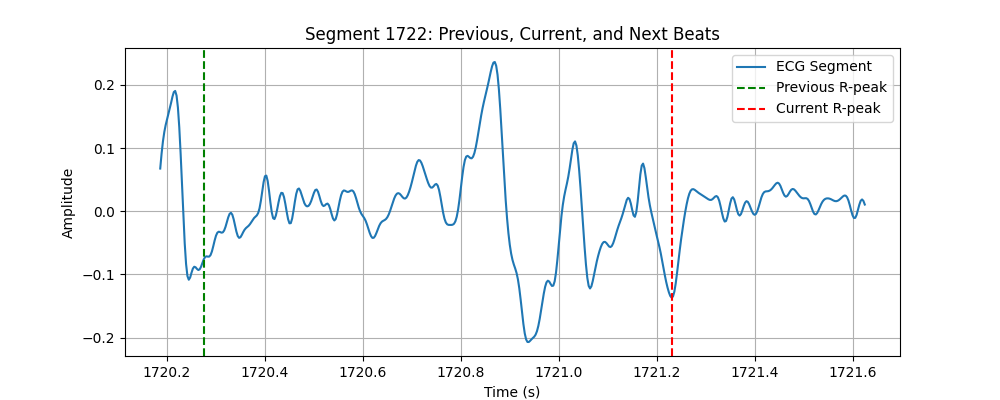 Segment 1722: Previous, Current, and Next Beats
ECG Segment
Previous R-peak
Current R-peak
Amplitude
0.2
0.1
0.0
−0.1
−0.2
1720.2 1720.4 1720.6 1720.8 1721.0 1721.2 1721.4 1721.6
Time (s)